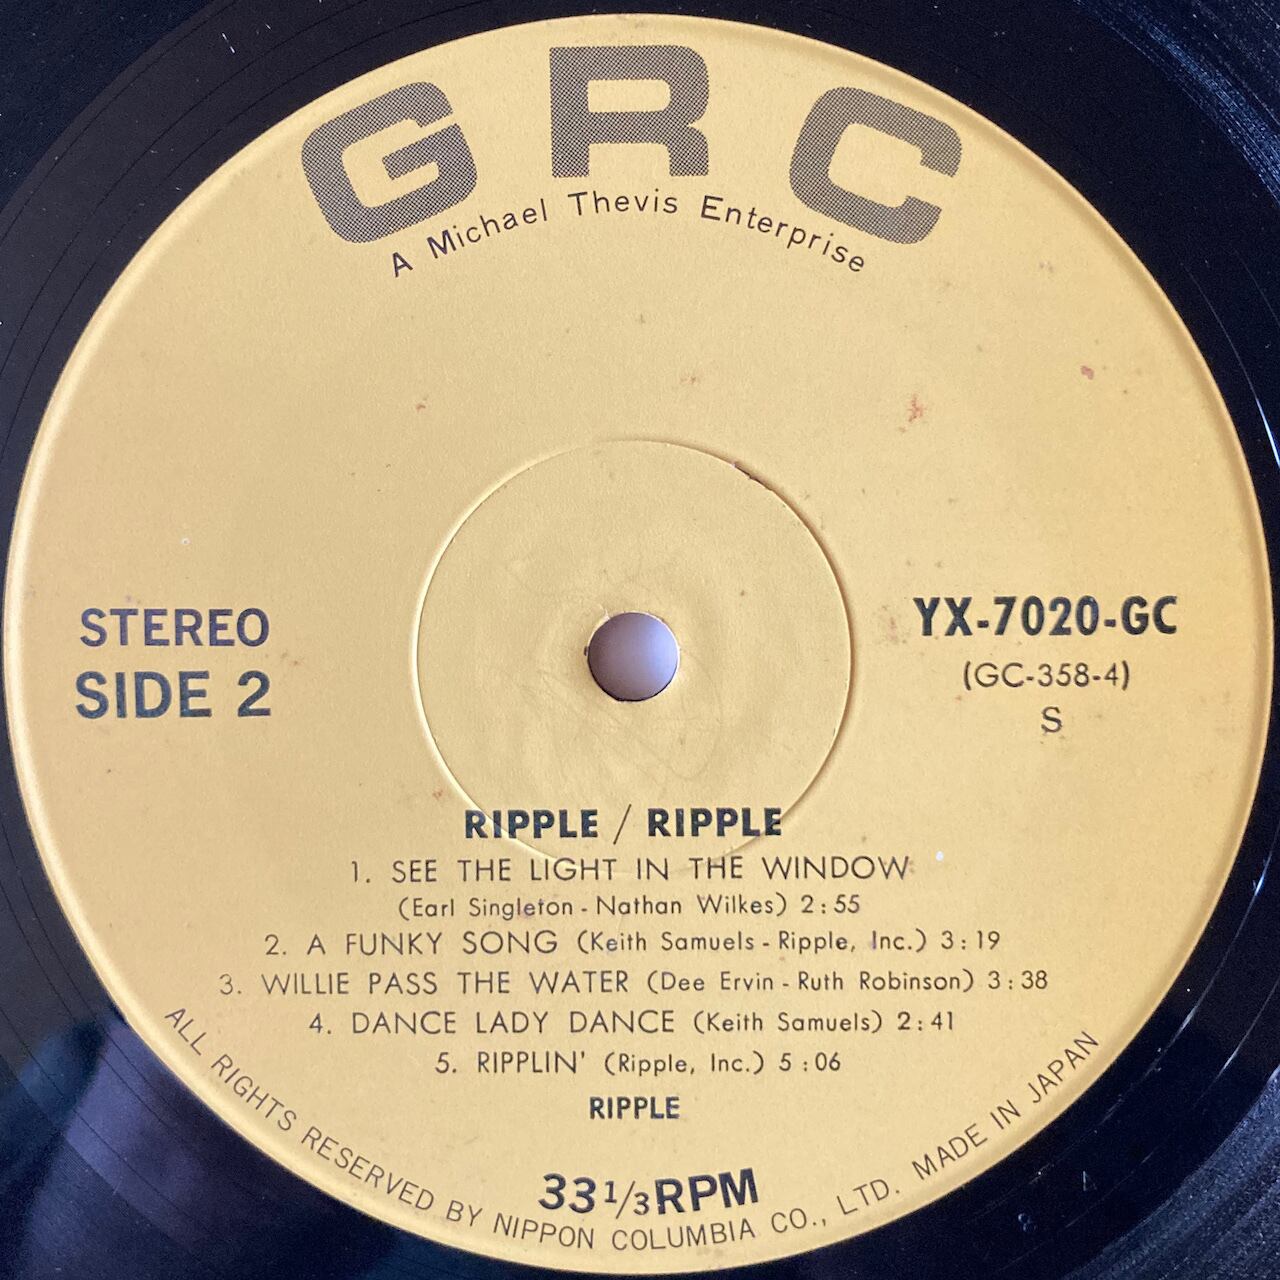 GRC
A Michael Thevis Enterprise
STEREO
SIDE 2
YX-7020-GC
(GC-358-4)
S
RIPPLE / RIPPLE
1. SEE THE LIGHT IN THE WINDOW
(Earl Singleton - Nathan Wilkes) 2:55
2. A FUNKY SONG (Keith Samuels - Ripple, Inc.) 3:19
3. WILLIE PASS THE WATER (Dee Ervin - Ruth Robinson) 3:38
4. DANCE LADY DANCE (Keith Samuels) 2:41
5. RIPPLIN' (Ripple, Inc.) 5:06
RIPPLE
33 1/3 RPM
ALL RIGHTS RESERVED BY NIPPON COLUMBIA CO., LTD. MADE IN JAPAN